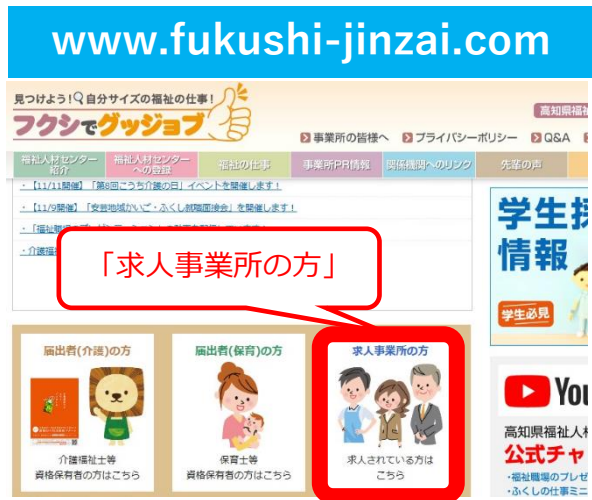 www.fukushi-jinzai.com
見つけよう！自分サイズの福祉の仕事！
フクシでグッジョブ
高知県福祉
事業所の皆様へ
プライバシーポリシー
Q&A
福祉人材センター
紹介
福祉人材センター
への登録
福祉の仕事
事業所PR情報
関係機関へのリンク
先輩の声
・【11/11開催】「第8回こうち介護の日」イベントを開催します！
・【11/9開催】「安芸地域かいご・ふくし就職面接会」を開催します！
・「福祉職場の
・介護福
「求人事業所の方」
学生採
情報
学生必見
届出者(介護)の方
介護福祉士等
資格保有者の方はこちら
届出者(保育)の方
保育士等
資格保有者の方はこちら
求人事業所の方
求人されている方は
こちら
You
高知県福祉人材
公式チャ
・福祉職場のプレゼ
・ふくしの仕事ミニ